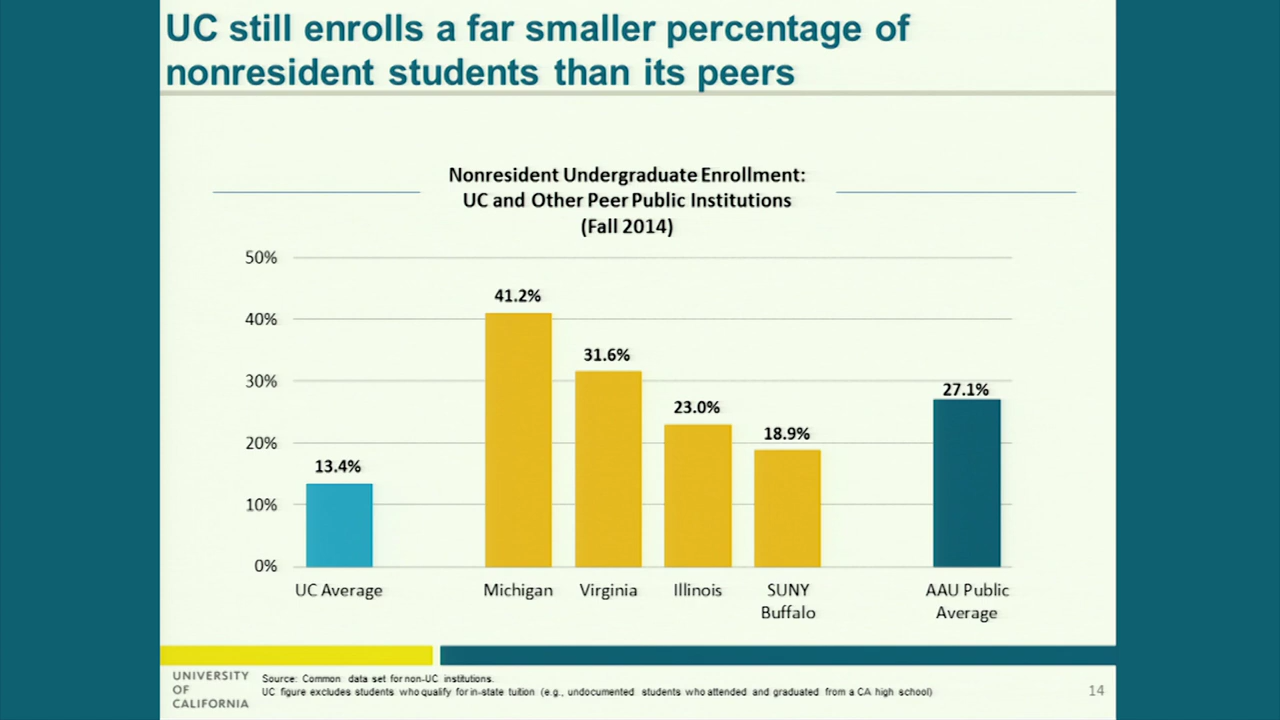 UC still enrolls a far smaller percentage of
nonresident students than its peers
Nonresident Undergraduate Enrollment:
UC and Other Peer Public Institutions
(Fall 2014)
50%
40%
30%
20%
10%
0%
13.4%
41.2%
31.6%
23.0%
18.9%
27.1%
UC Average
Michigan
Virginia
Illinois
SUNY
Buffalo
AAU Public
Average
UNIVERSITY
OF
CALIFORNIA
Source: Common data set for non-UC institutions.
UC figure excludes students who qualify for in-state tuition (e.g., undocumented students who attended and graduated from a CA high school)
14